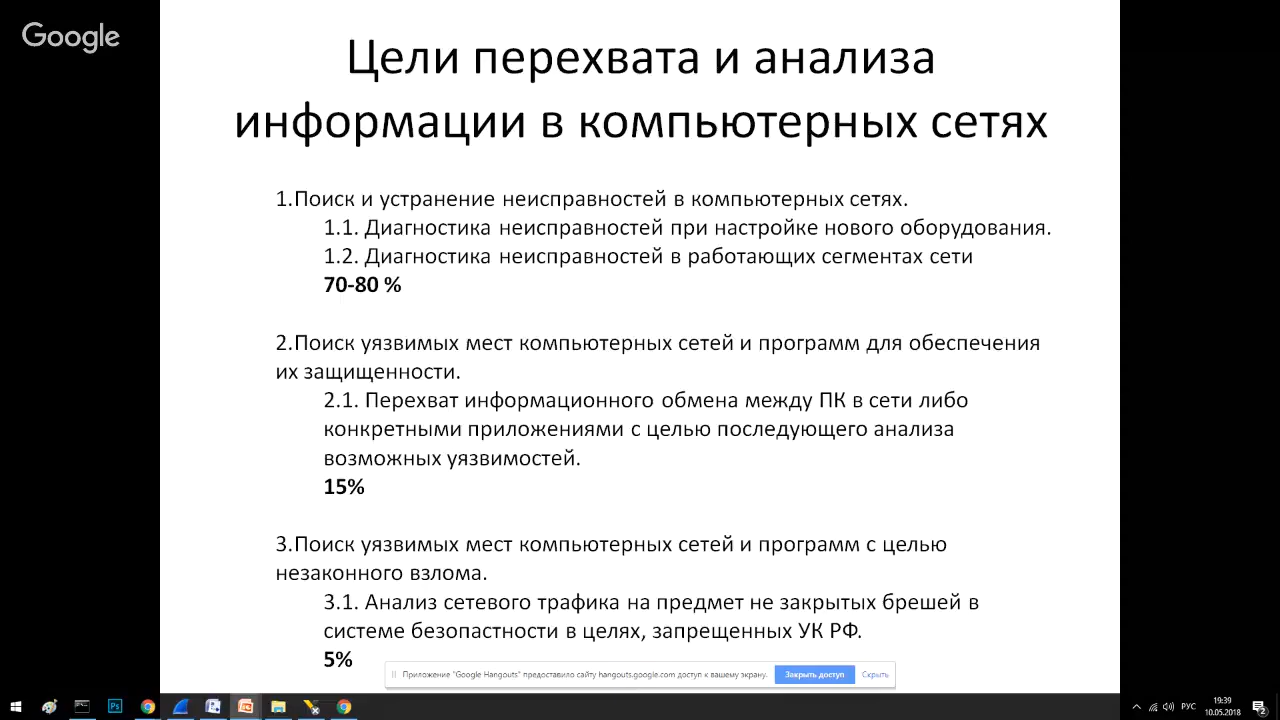 Google
Цели перехвата и анализа
информации в компьютерных сетях
1.Поиск и устранение неисправностей в компьютерных сетях.
1.1. Диагностика неисправностей при настройке нового оборудования.
1.2. Диагностика неисправностей в работающих сегментах сети
70-80 %
2.Поиск уязвимых мест компьютерных сетей и программ для обеспечения
их защищенности.
2.1. Перехват информационного обмена между ПК в сети либо
конкретными приложениями с целью последующего анализа
возможных уязвимостей.
15%
3.Поиск уязвимых мест компьютерных сетей и программ с целью
незаконного взлома.
3.1. Анализ сетевого трафика на предмет не закрытых брешей в
системе безопастности в целях, запрещенных УК РФ.
5%
Приложение "Google Hangouts" предоставило сайту hangouts.google.com доступ к вашему экрану. Закрыть доступ Скрыть
Ps
РУС
19:39
10.05.2018
2